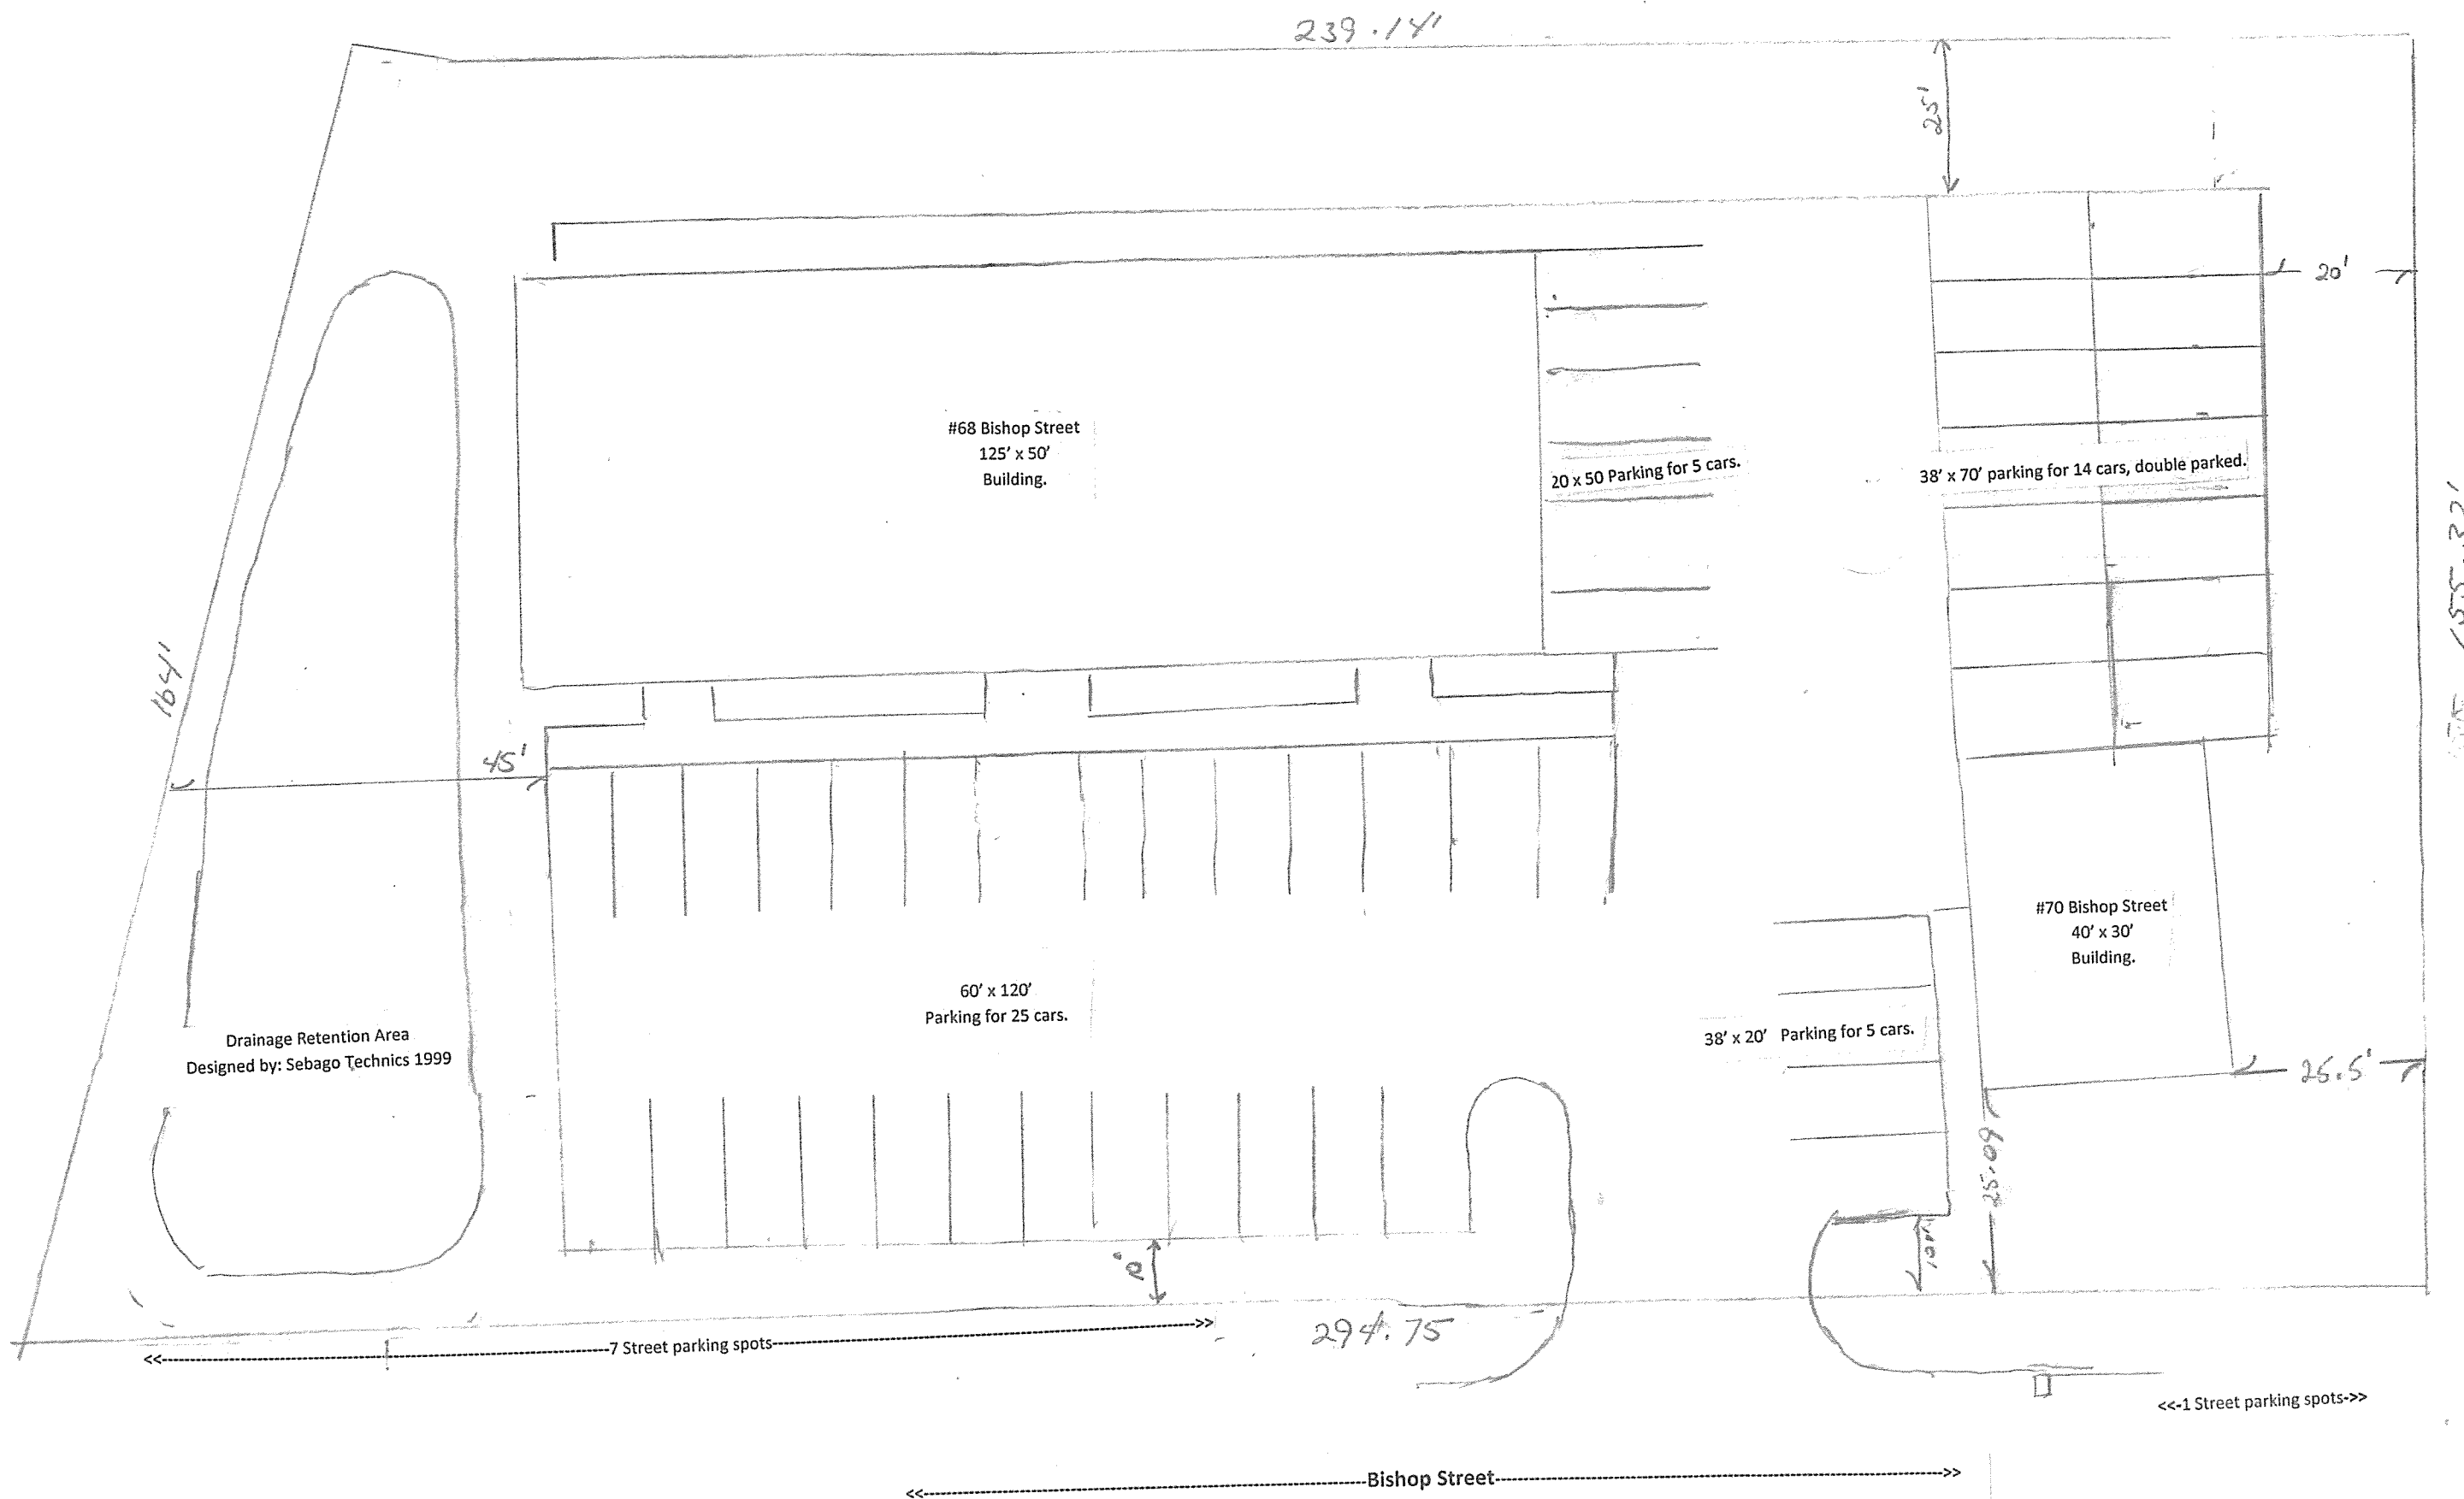 239.14'
25'
20'
#68 Bishop Street
125' x 50'
Building.
20 x 50 Parking for 5 cars.
38' x 70' parking for 14 cars, double parked.
155.32'
164'
45'
#70 Bishop Street
40' x 30'
Building.
60' x 120'
Parking for 25 cars.
38' x 20' Parking for 5 cars.
Drainage Retention Area
Designed by: Sebago Technics 1999
25.5'
25.09
10'
294.75
<<-------7 Street parking spots------->>
<<-1 Street parking spots->>
<<-------Bishop Street------->>